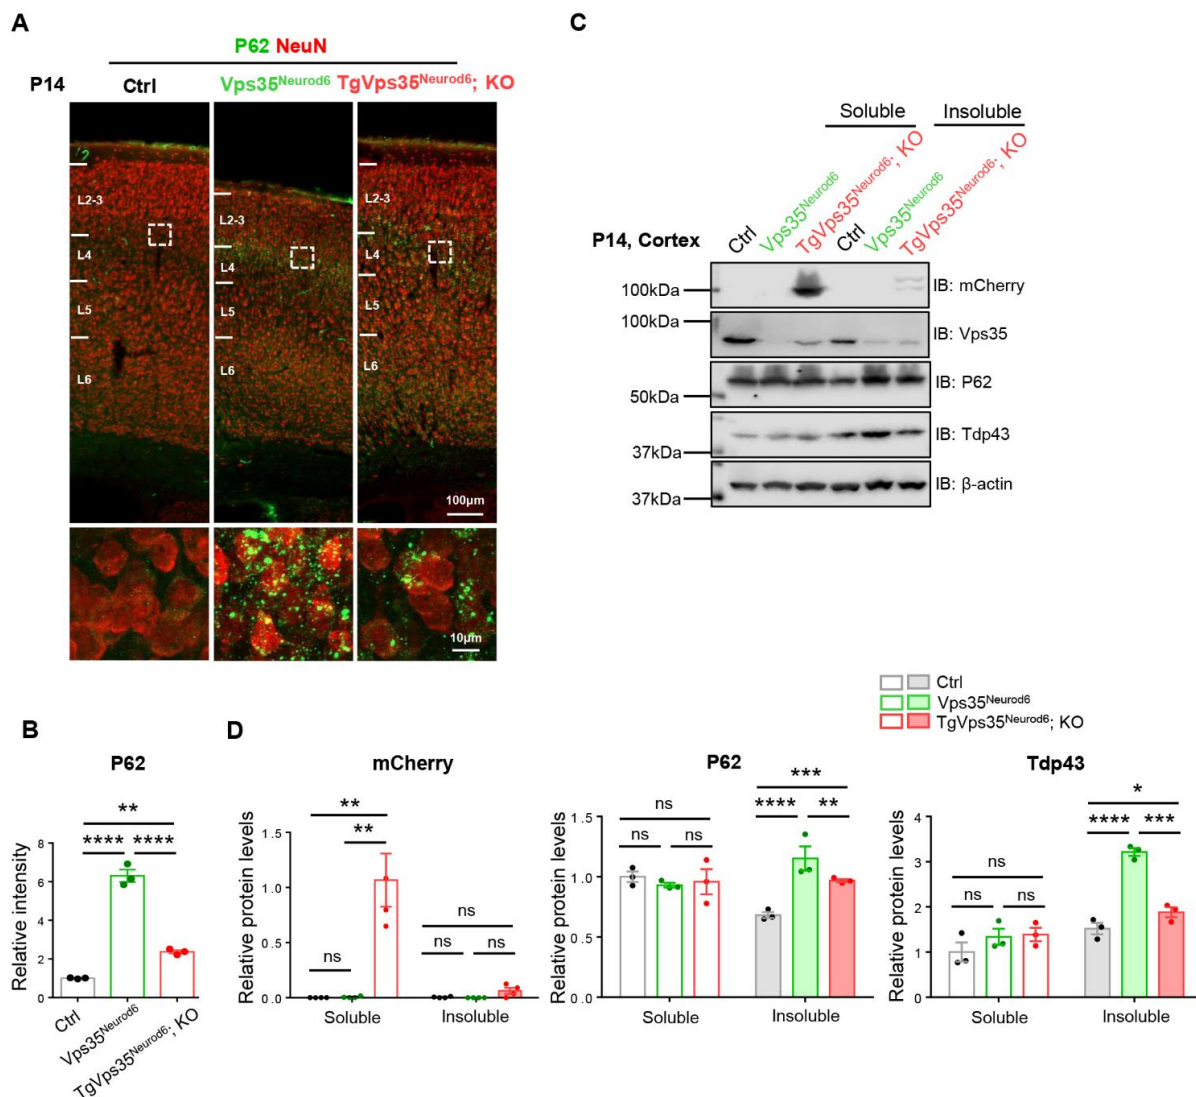 A
P62 NeuN
P14 Ctrl Vps35Neurod6 TgVps35Neurod6; KO
L2-3
L4
L5
L6
L2-3
L4
L5
L6
L2-3
L4
L5
L6
100μm
10μm
C
Soluble Insoluble
P14, Cortex Ctrl Vps35Neurod6 TgVps35Neurod6; KO Ctrl Vps35Neurod6 TgVps35Neurod6; KO
100kDa IB: mCherry
100kDa IB: Vps35
50kDa IB: P62
37kDa IB: Tdp43
37kDa IB: β-actin
Ctrl
Vps35Neurod6
TgVps35Neurod6; KO
B
P62
Relative intensity
8
6
4
2
0
**
**** ****
Ctrl
Vps35Neurod6
TgVps35Neurod6; KO
D
mCherry
Relative protein levels
1.5
1.0
0.5
0.0
**
**
ns
ns
ns ns
Soluble Insoluble
P62
Relative protein levels
1.5
1.0
0.5
0.0
ns
ns ns
***
**** **
Soluble Insoluble
Tdp43
Relative protein levels
4
3
2
1
0
ns
ns ns
*
**** ***
Soluble Insoluble